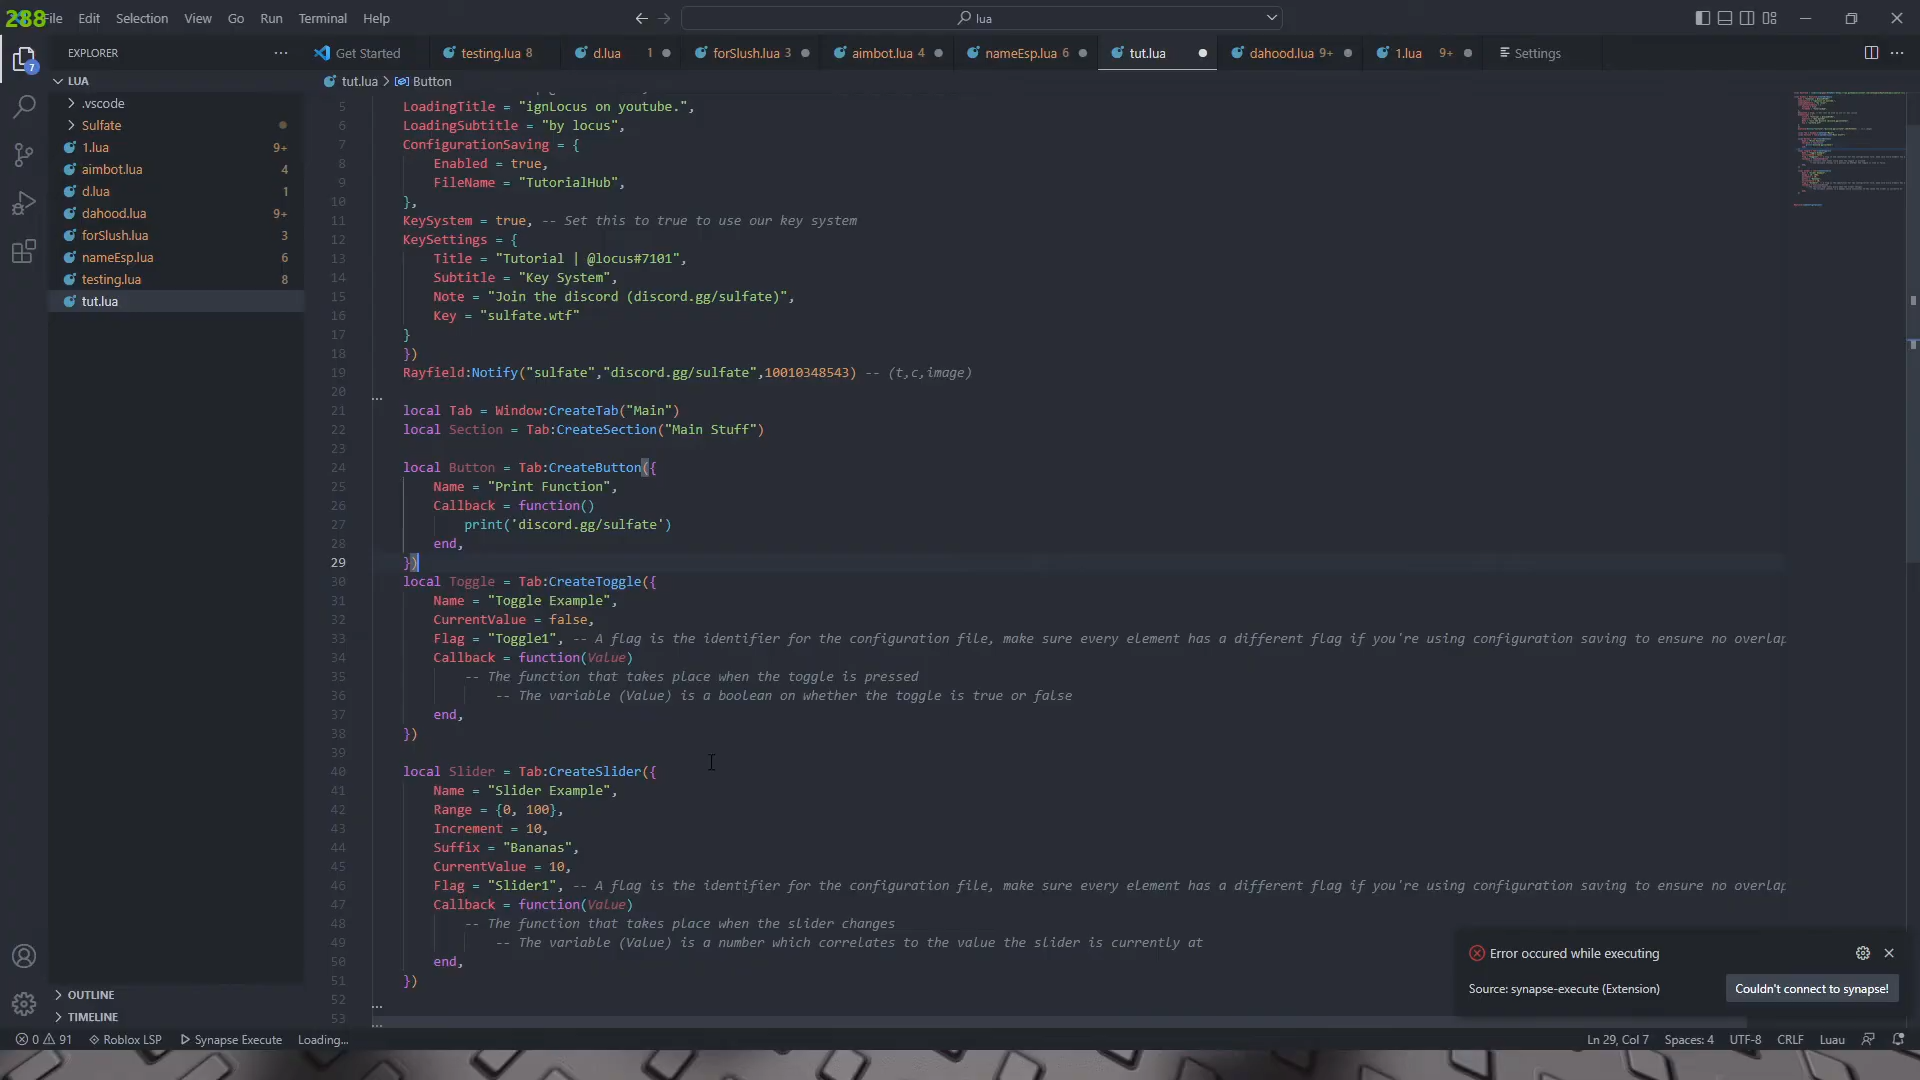 288
File Edit Selection View Go Run Terminal Help
lua
EXPLORER
Get Started
testing.lua 8
d.lua 1
forSlush.lua 3
aimbot.lua 4
nameEsp.lua 6
tut.lua
dahood.lua 9+
1.lua 9+
Settings
LUA
tut.lua > Button
.vscode
Sulfate
1.lua 9+
aimbot.lua 4
d.lua 1
dahood.lua 9+
forSlush.lua 3
nameEsp.lua 6
testing.lua 8
tut.lua
7
5 LoadingTitle = "ignLocus on youtube.",
6 LoadingSubtitle = "by locus",
7 ConfigurationSaving = {
8 Enabled = true,
9 FileName = "TutorialHub",
10 },
11 KeySystem = true, -- Set this to true to use our key system
12 KeySettings = {
13 Title = "Tutorial | @locus#7101",
14 Subtitle = "Key System",
15 Note = "Join the discord (discord.gg/sulfate)",
16 Key = "sulfate.wtf"
17 }
18 })
19 Rayfield:Notify("sulfate","discord.gg/sulfate",10010348543) -- (t,c,image)
20
21 local Tab = Window:CreateTab("Main")
22 local Section = Tab:CreateSection("Main Stuff")
23
24 local Button = Tab:CreateButton({
25 Name = "Print Function",
26 Callback = function()
27 print('discord.gg/sulfate')
28 end,
29 })
30 local Toggle = Tab:CreateToggle({
31 Name = "Toggle Example",
32 CurrentValue = false,
33 Flag = "Toggle1", -- A flag is the identifier for the configuration file, make sure every element has a different flag if you're using configuration saving to ensure no overlap
34 Callback = function(Value)
35 -- The function that takes place when the toggle is pressed
36 -- The variable (Value) is a boolean on whether the toggle is true or false
37 end,
38 })
39
40 local Slider = Tab:CreateSlider({
41 Name = "Slider Example",
42 Range = {0, 100},
43 Increment = 10,
44 Suffix = "Bananas",
45 CurrentValue = 10,
46 Flag = "Slider1", -- A flag is the identifier for the configuration file, make sure every element has a different flag if you're using configuration saving to ensure no overlap
47 Callback = function(Value)
48 -- The function that takes place when the slider changes
49 -- The variable (Value) is a number which correlates to the value the slider is currently at
50 end,
51 })
52
53
Error occured while executing
Source: synapse-execute (Extension)
Couldn't connect to synapse!
OUTLINE
TIMELINE
0 91 Roblox LSP Synapse Execute Loading...
Ln 29, Col 7 Spaces: 4 UTF-8 CRLF Luau